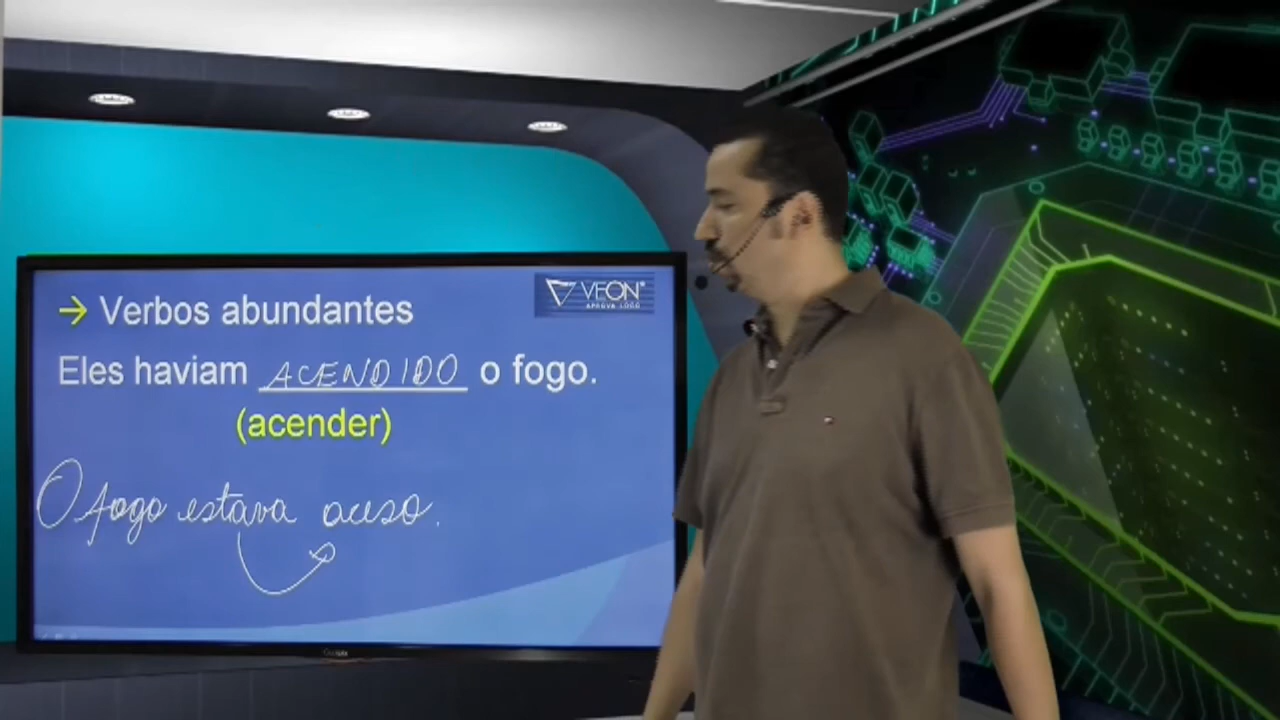 → Verbos abundantes
VEON
APROVA LOGO
Eles haviam ACENDIDO o fogo.
(acender)
O fogo estava aceso.